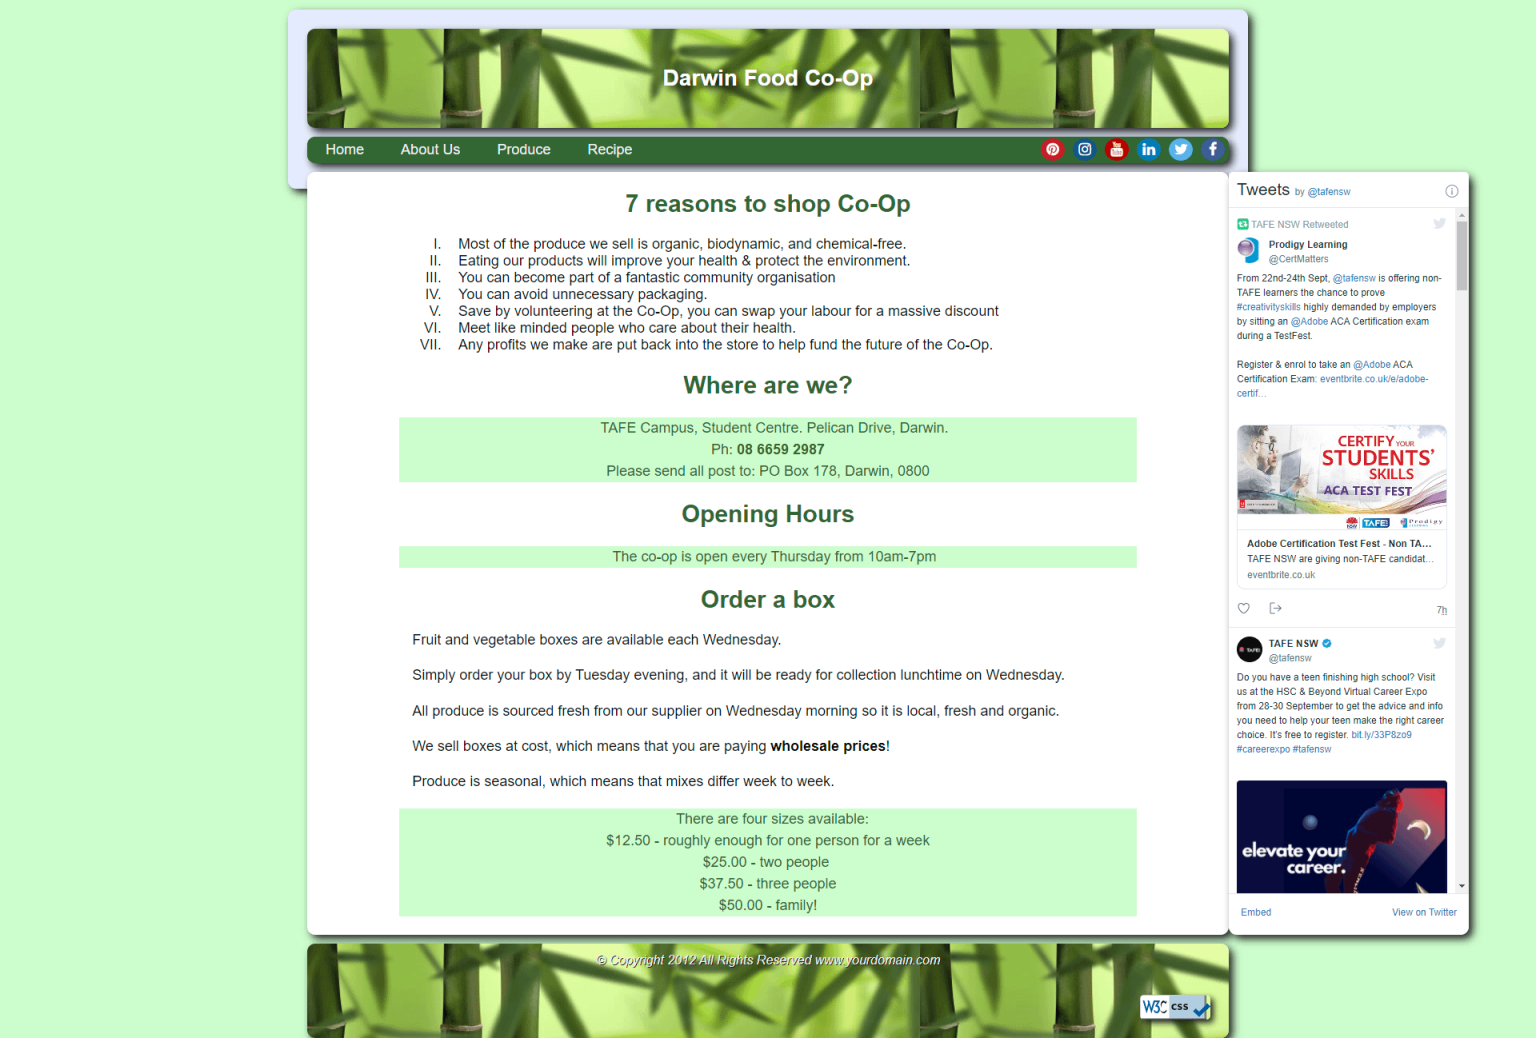 Darwin Food Co-Op
Home
About Us
Produce
Recipe
7 reasons to shop Co-Op
I. Most of the produce we sell is organic, biodynamic, and chemical-free.
II. Eating our products will improve your health & protect the environment.
III. You can become part of a fantastic community organisation
IV. You can avoid unnecessary packaging.
V. Save by volunteering at the Co-Op, you can swap your labour for a massive discount
VI. Meet like minded people who care about their health.
VII. Any profits we make are put back into the store to help fund the future of the Co-Op.
Where are we?
TAFE Campus, Student Centre. Pelican Drive, Darwin.
Ph: 08 6659 2987
Please send all post to: PO Box 178, Darwin, 0800
Opening Hours
The co-op is open every Thursday from 10am-7pm
Order a box
Fruit and vegetable boxes are available each Wednesday.
Simply order your box by Tuesday evening, and it will be ready for collection lunchtime on Wednesday.
All produce is sourced fresh from our supplier on Wednesday morning so it is local, fresh and organic.
We sell boxes at cost, which means that you are paying wholesale prices!
Produce is seasonal, which means that mixes differ week to week.
There are four sizes available:
$12.50 - roughly enough for one person for a week
$25.00 - two people
$37.50 - three people
$50.00 - family!
Tweets by @tafensw
TAFE NSW Retweeted
Prodigy Learning
@CertMatters
From 22nd-24th Sept, @tafensw is offering non-
TAFE learners the chance to prove
#creativityskills highly demanded by employers
by sitting an @Adobe ACA Certification exam
during a TestFest.
Register & enrol to take an @Adobe ACA
Certification Exam: eventbrite.co.uk/e/adobe-
certif…
CERTIFY YOUR
STUDENTS'
SKILLS
ACA TEST FEST
TAFE
Prodigy
Adobe Certification Test Fest - Non TA…
TAFE NSW are giving non-TAFE candidat…
eventbrite.co.uk
7h
TAFE NSW
@tafensw
Do you have a teen finishing high school? Visit
us at the HSC & Beyond Virtual Career Expo
from 28-30 September to get the advice and info
you need to help your teen make the right career
choice. It's free to register. bit.ly/33P8zo9
#careerexpo #tafensw
elevate your
career.
Embed
View on Twitter
© Copyright 2012 All Rights Reserved www.yourdomain.com
W3C css